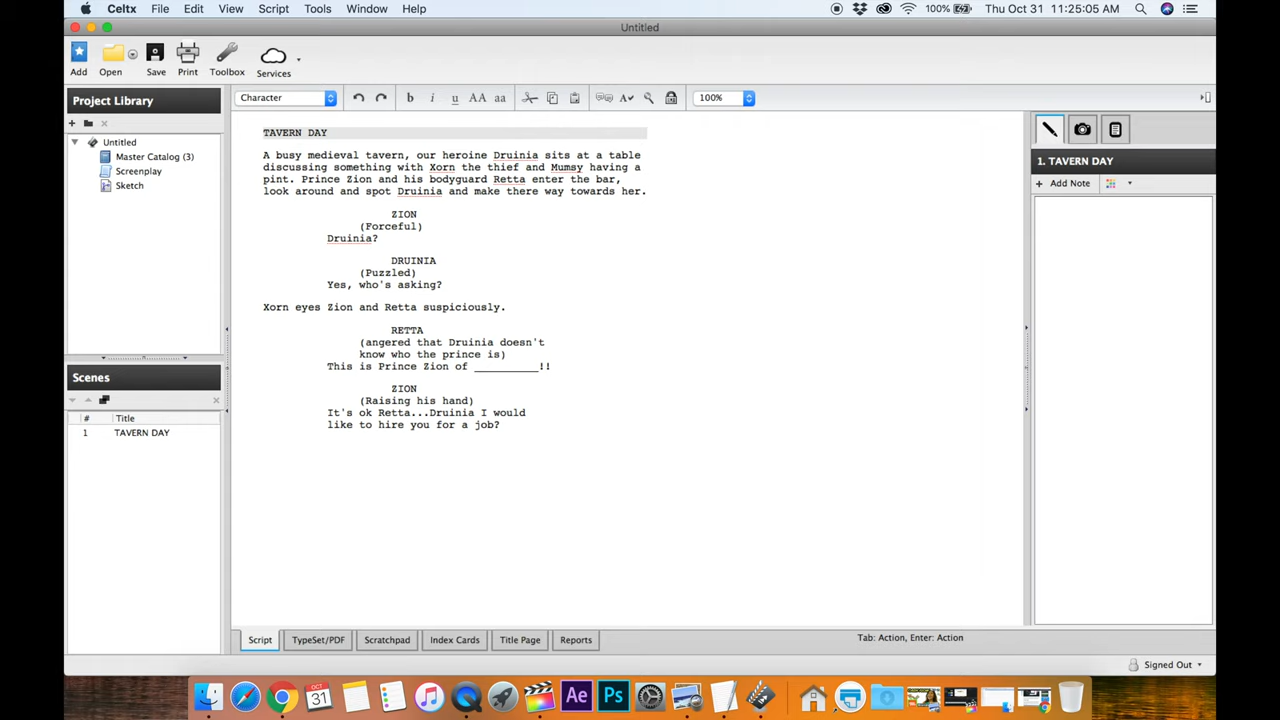 Celtx File Edit View Script Tools Window Help
100% Thu Oct 31 11:25:05 AM
Untitled
Add Open Save Print Toolbox Services
Project Library
Character b i u AA aa 100%
Untitled
Master Catalog (3)
Screenplay
Sketch
TAVERN DAY
A busy medieval tavern, our heroine Druinia sits at a table
discussing something with Xorn the thief and Mumsy having a
pint. Prince Zion and his bodyguard Retta enter the bar,
look around and spot Druinia and make there way towards her.
ZION
(Forceful)
Druinia?
DRUINIA
(Puzzled)
Yes, who's asking?
Xorn eyes Zion and Retta suspiciously.
RETTA
(angered that Druinia doesn't
know who the prince is)
This is Prince Zion of __________!!
ZION
(Raising his hand)
It's ok Retta...Druinia I would
like to hire you for a job?
1. TAVERN DAY
+ Add Note
Scenes
# Title
1 TAVERN DAY
Script TypeSet/PDF Scratchpad Index Cards Title Page Reports
Tab: Action, Enter: Action
Signed Out
OCT
31
Ae Ps